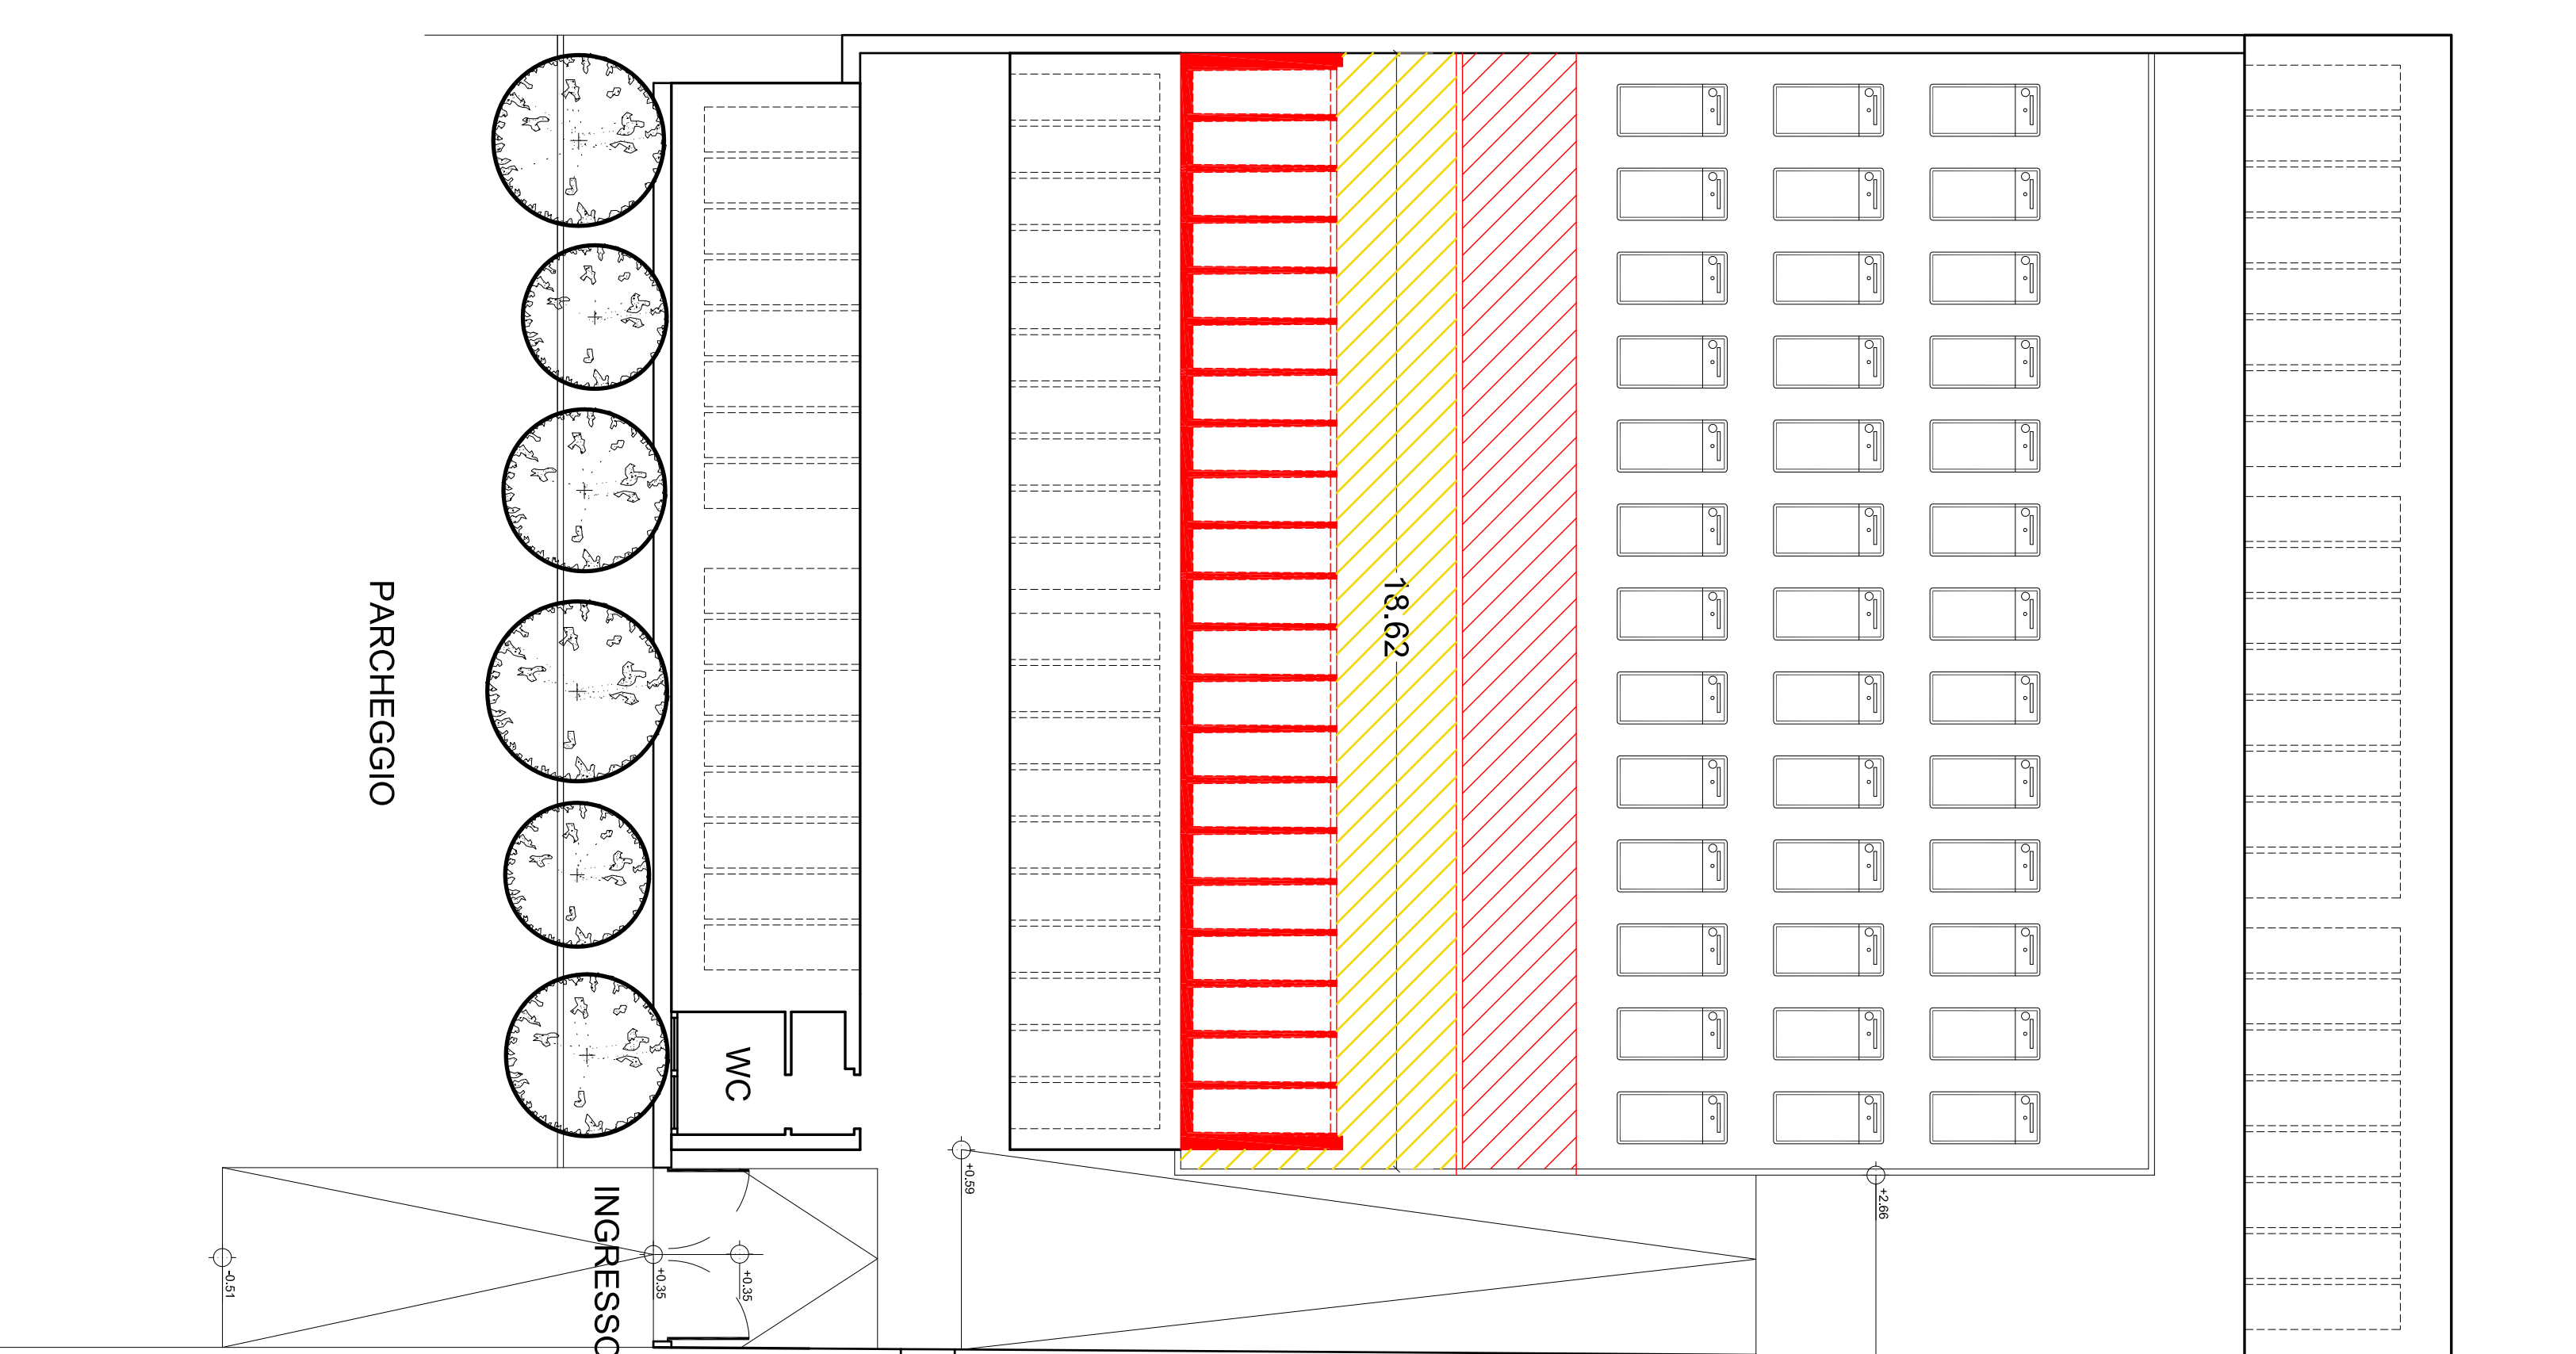 PARCHEGGIO
18.62
WC
+0.59
+2.66
INGRESSO
-0.51
+0.35
+0.35